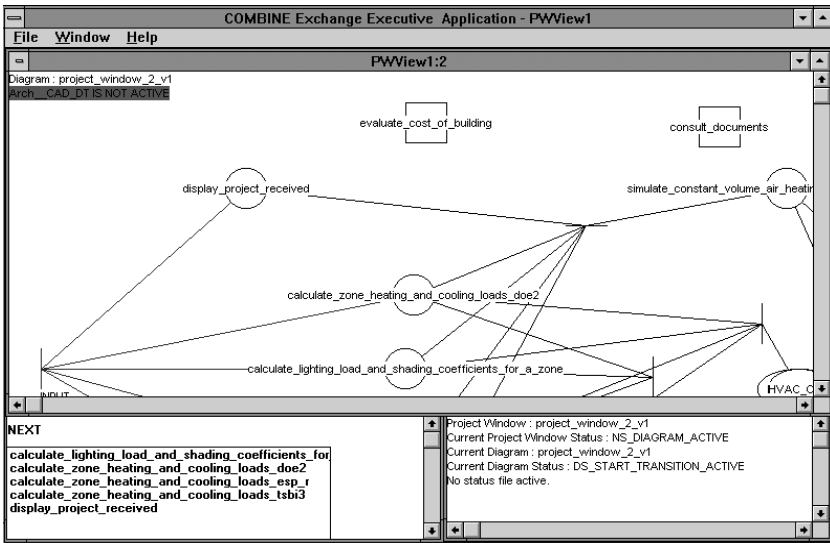 COMBINE Exchange Executive Application - PWView1
File Window Help
PWView1:2
Diagram : project_window_2_v1
Arch__CAD_DT IS NOT ACTIVE
evaluate_cost_of_building
consult_documents
display_project_received
simulate_constant_volume_air_heatin
calculate_zone_heating_and_cooling_loads_doe2
calculate_lighting_load_and_shading_coefficients_for_a_zone_
INPUT
HVAC_C
NEXT
calculate_lighting_load_and_shading_coefficients_for
calculate_zone_heating_and_cooling_loads_doe2
calculate_zone_heating_and_cooling_loads_esp_r
calculate_zone_heating_and_cooling_loads_tsbi3
display_project_received
Project Window : project_window_2_v1
Current Project Window Status : NS_DIAGRAM_ACTIVE
Current Diagram : project_window_2_v1
Current Diagram Status : DS_START_TRANSITION_ACTIVE
No status file active.